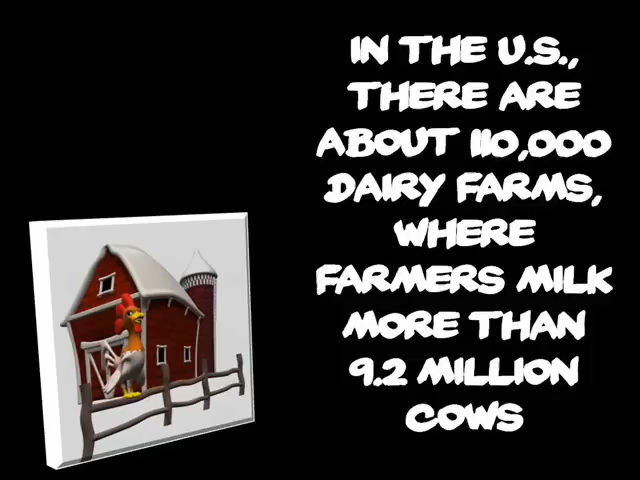 IN THE U.S.,
THERE ARE
ABOUT 110,000
DAIRY FARMS,
WHERE
FARMERS MILK
MORE THAN
9.2 MILLION
COWS